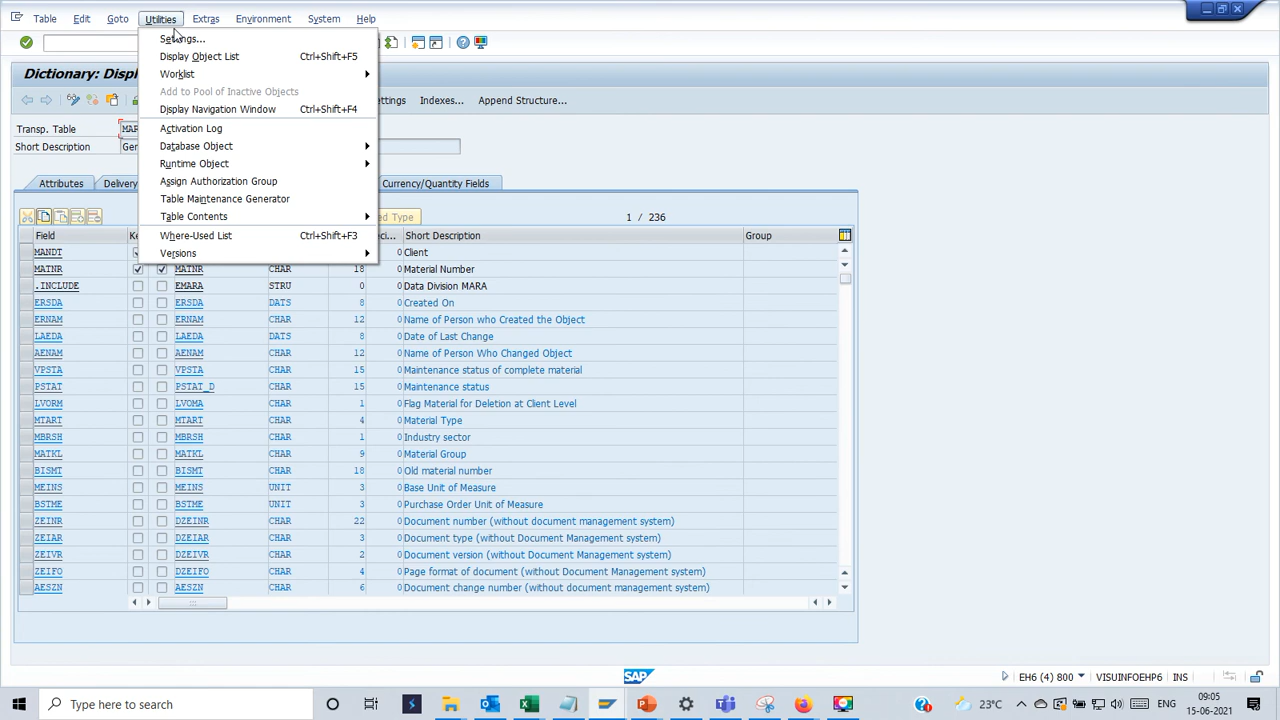 Table Edit Goto Utilities Extras Environment System Help
Settings...
Display Object List Ctrl+Shift+F5
Dictionary: Displ
Worklist
Add to Pool of Inactive Objects
ettings Indexes... Append Structure...
Display Navigation Window Ctrl+Shift+F4
Transp. Table MAR
Activation Log
Short Description Gen
Database Object
Runtime Object
Attributes Delivery
Assign Authorization Group
Currency/Quantity Fields
Table Maintenance Generator
Table Contents
ed Type 1 / 236
Where-Used List Ctrl+Shift+F3
Versions
Field Ke eci... Short Description Group
MANDT Client
MATNR MATNR CHAR 18 Material Number
.INCLUDE EMARA STRU 0 0 Data Division MARA
ERSDA ERSDA DATS 8 0 Created On
ERNAM ERNAM CHAR 12 0 Name of Person who Created the Object
LAEDA LAEDA DATS 8 0 Date of Last Change
AENAM AENAM CHAR 12 0 Name of Person Who Changed Object
VPSTA VPSTA CHAR 15 0 Maintenance status of complete material
PSTAT PSTAT_D CHAR 15 0 Maintenance status
LVORM LVOMA CHAR 1 0 Flag Material for Deletion at Client Level
MTART MTART CHAR 4 0 Material Type
MBRSH MBRSH CHAR 1 0 Industry sector
MATKL MATKL CHAR 9 0 Material Group
BISMT BISMT CHAR 18 0 Old material number
MEINS MEINS UNIT 3 0 Base Unit of Measure
BSTME BSTME UNIT 3 0 Purchase Order Unit of Measure
ZEINR DZEINR CHAR 22 0 Document number (without document management system)
ZEIAR DZEIAR CHAR 3 0 Document type (without Document Management system)
ZEIVR DZEIVR CHAR 2 0 Document version (without Document Management system)
ZEIFO DZEIFO CHAR 4 0 Page format of document (without Document Management system)
AESZN AESZN CHAR 6 0 Document change number (without document management system)
SAP
EH6 (4) 800 VISUINFOEHP6 INS
Type here to search
23°C
09:05
15-06-2021